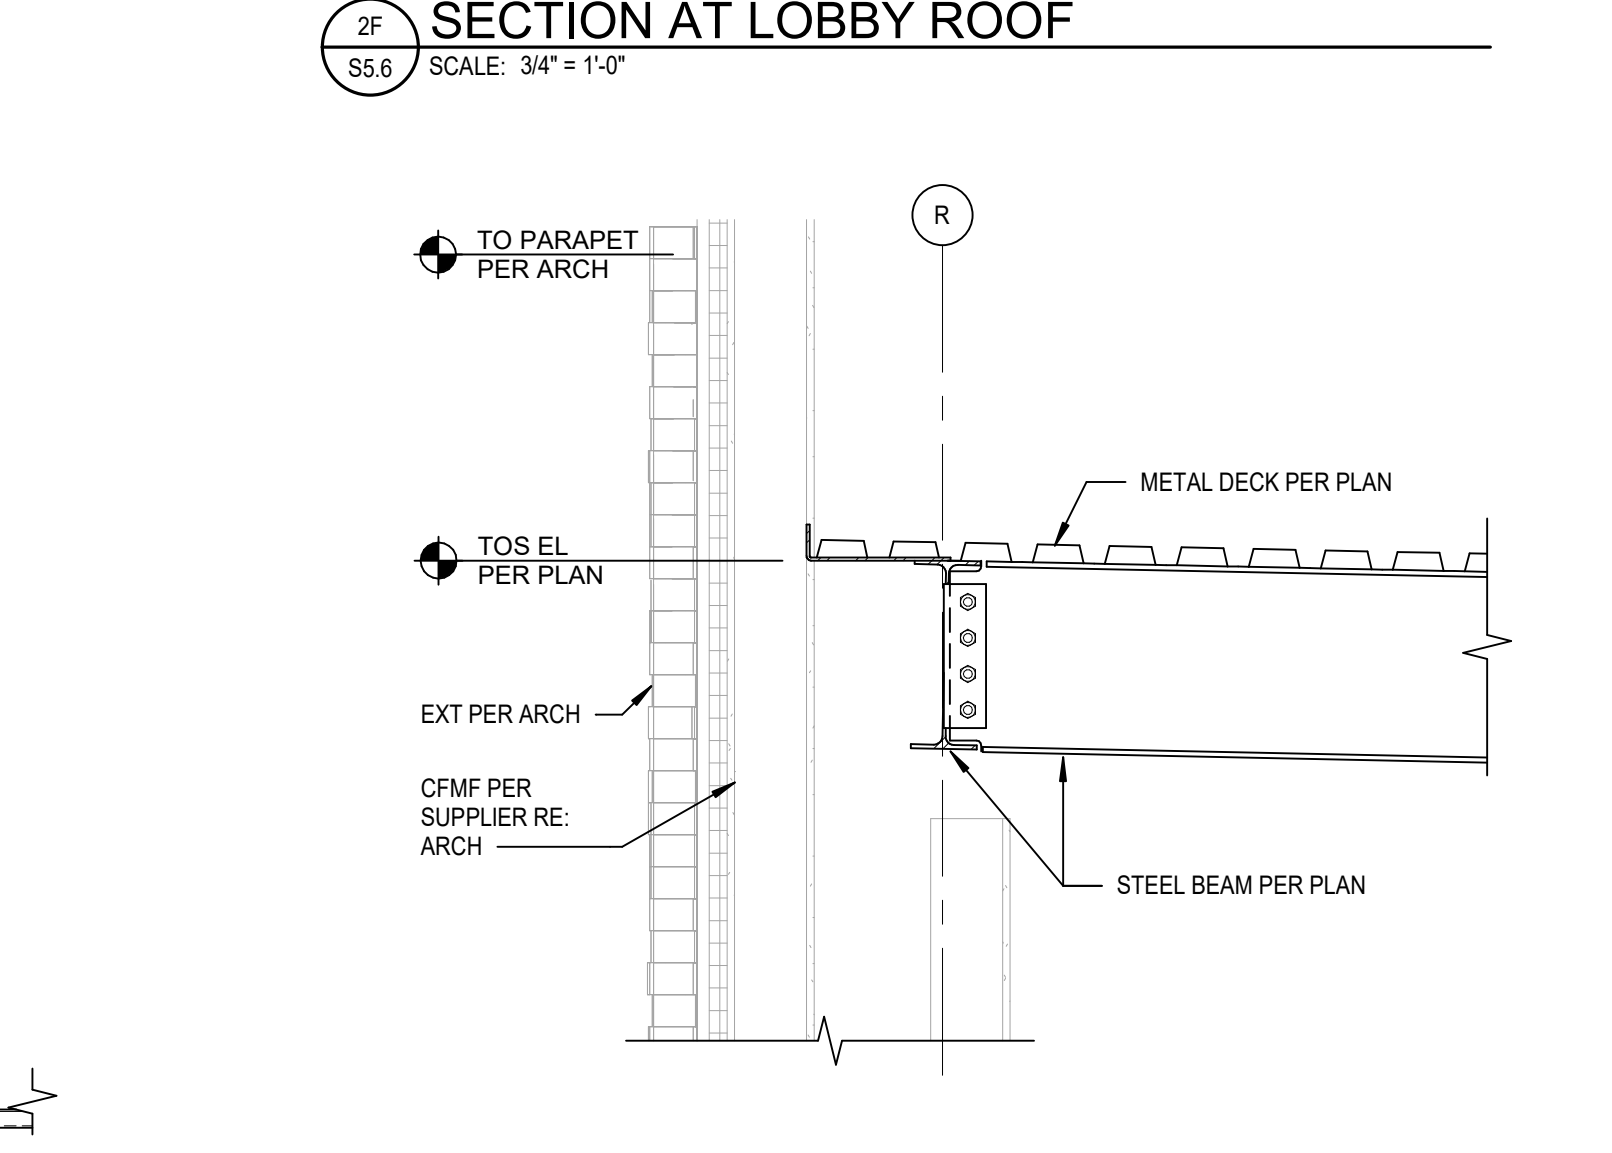 2F
SECTION AT LOBBY ROOF
S5.6
SCALE: 3/4" = 1'-0"
R
TO PARAPET
PER ARCH
METAL DECK PER PLAN
TOS EL
PER PLAN
EXT PER ARCH
CFMF PER
SUPPLIER RE:
ARCH
STEEL BEAM PER PLAN